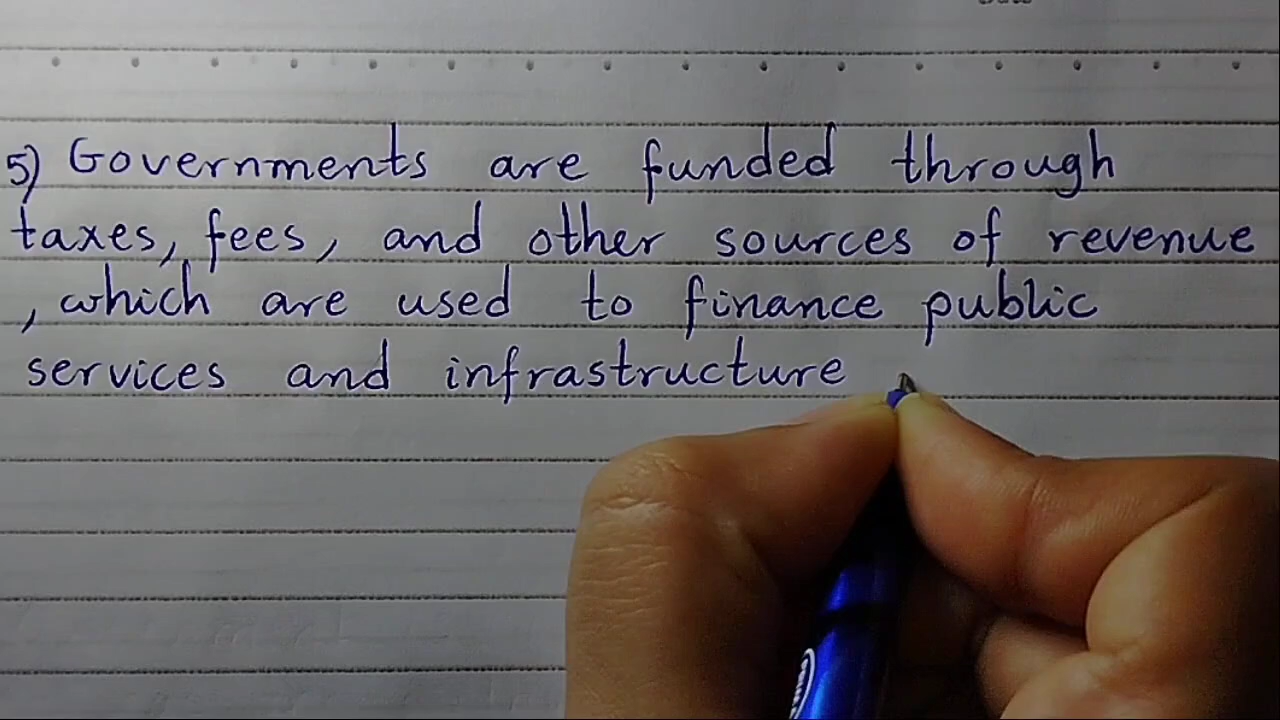 5) Governments are funded through
taxes, fees, and other sources of revenue
, which are used to finance public
services and infrastructure